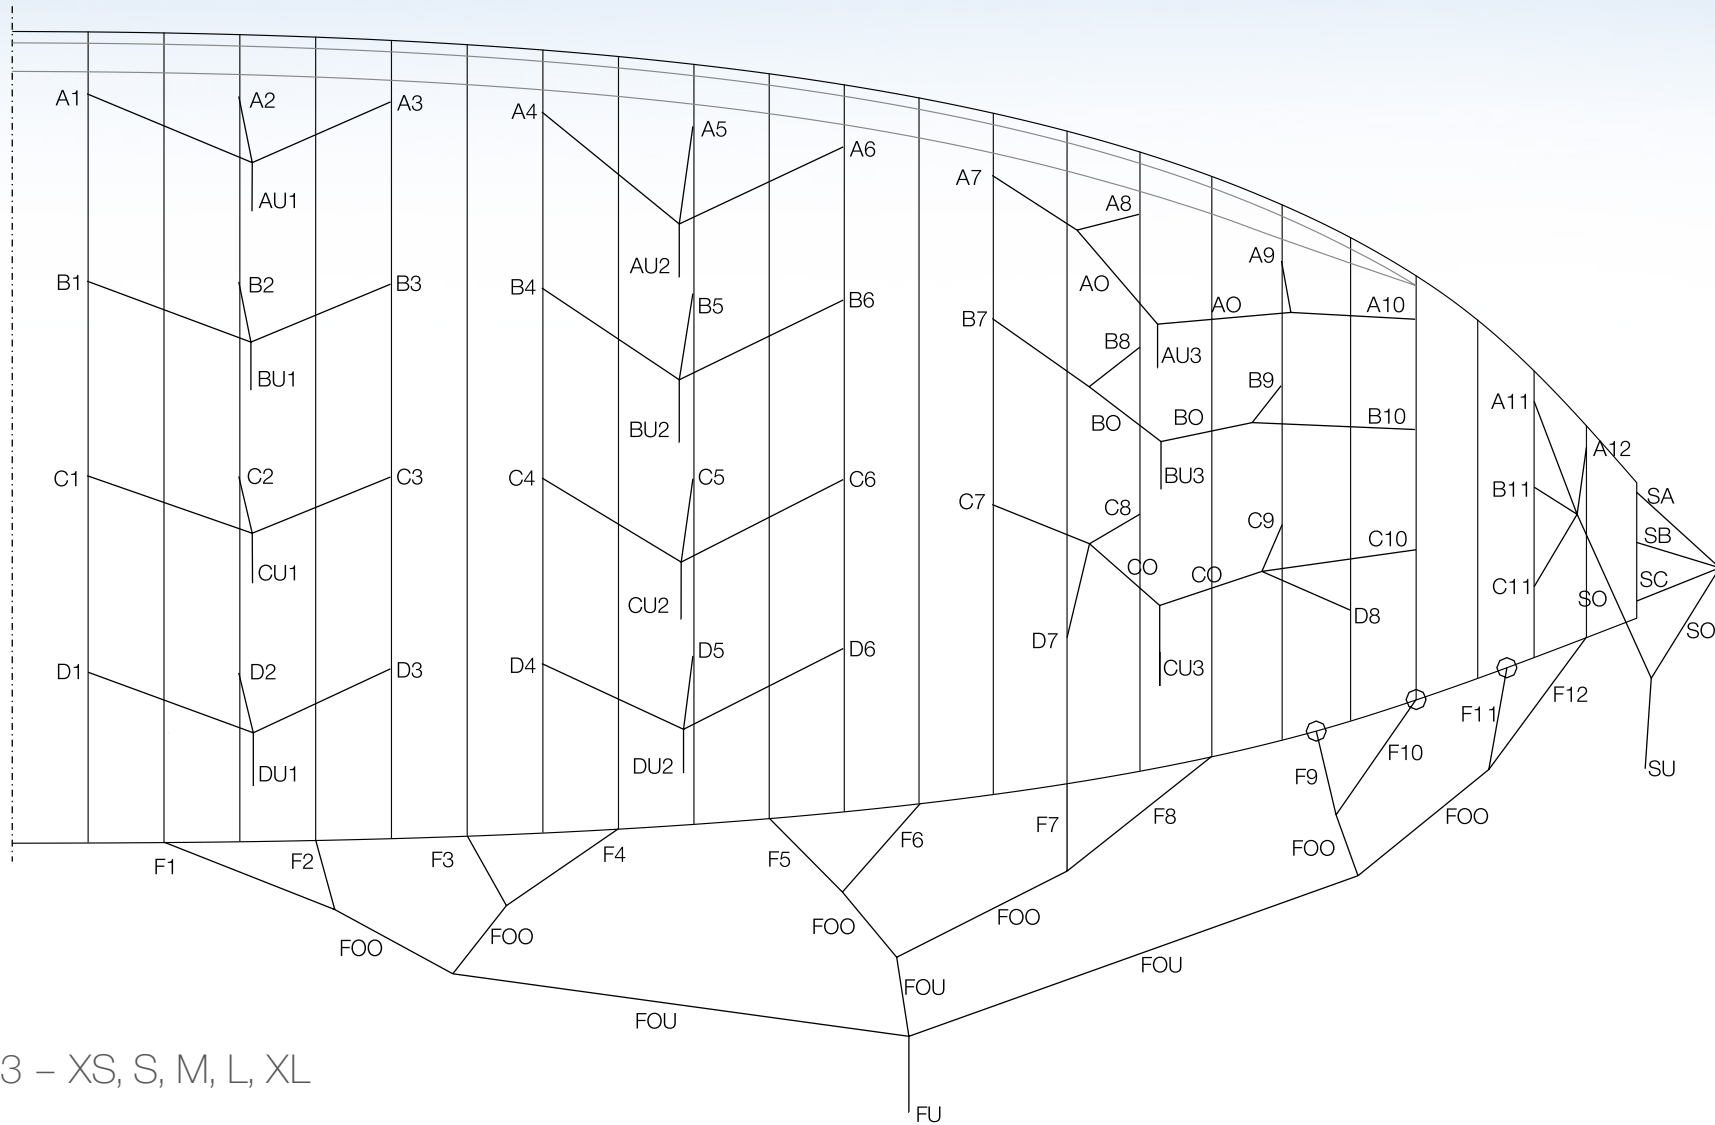 A1 A2 A3 A4 A5 A6
AU1 AU2
A7 A8 A9 A10
AO AO
AU3
A11 A12
B1 B2 B3 B4 B5 B6
BU1 BU2
B7 B8 B9 B10
BO BO
BU3
B11
SA
SB
SC
C1 C2 C3 C4 C5 C6
CU1 CU2
C7 C8 C9 C10
CO CO
CU3
C11
SO SO
SU
D1 D2 D3 D4 D5 D6
DU1 DU2
D7 D8
F1 F2 F3 F4 F5 F6 F7 F8 F9 F10 F11 F12
FOO FOO FOO FOO FOO FOO
FOU FOU FOU
FU
3 – XS, S, M, L, XL